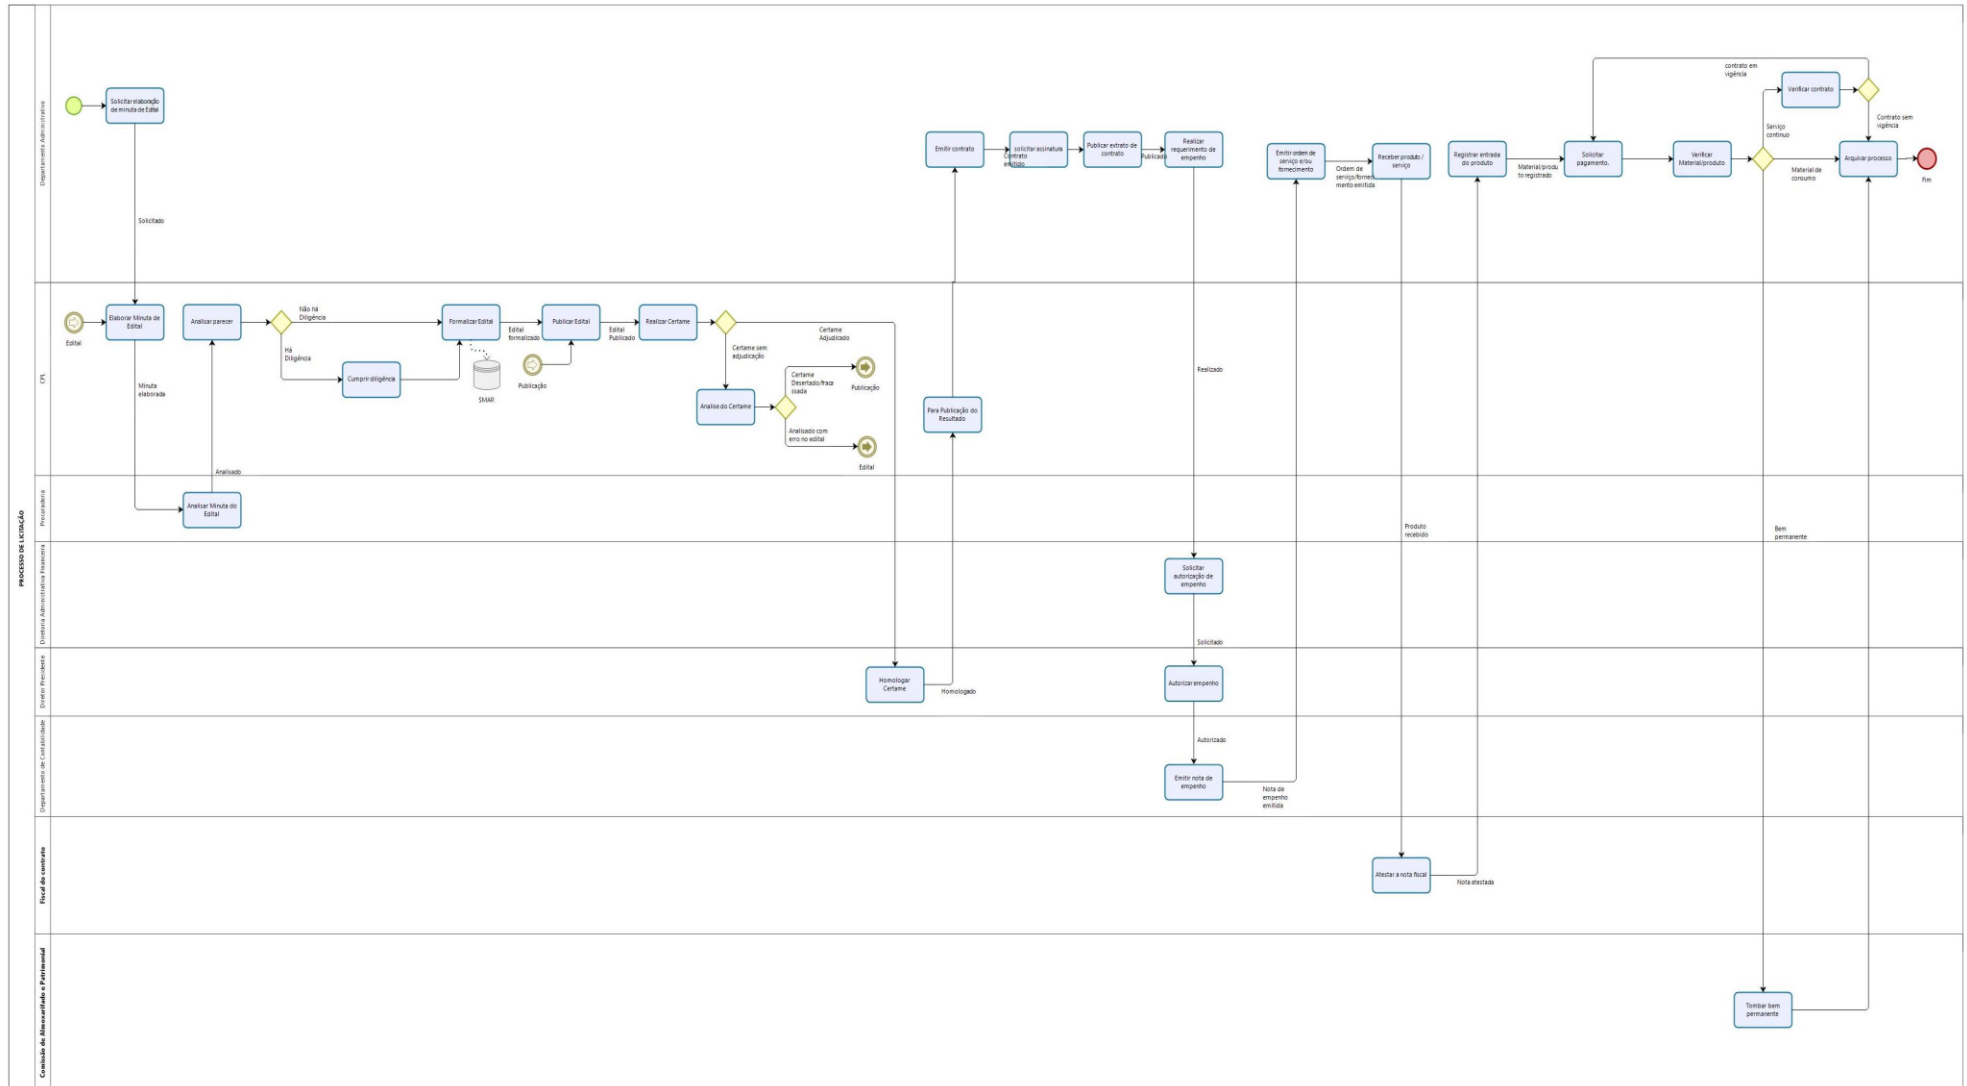 PROCESSO DE LICITAÇÃO
Departamento Administrativo
Solicitar elaboração
de minuta de Edital
Solicitado
Emitir contrato
Contrato
emitido
solicitar assinatura
Publicar extrato de
contrato
Publicado
Realizar
requerimento de
empenho
Emitir ordem de
serviço e/ou
fornecimento
Ordem de
serviço/forneci
mento emitida
Receber produto /
serviço
Registrar entrada
do produto
Material/produ
to registrado
Solicitar
pagamento.
Verificar
Material/produto
Serviço
contínuo
Verificar contrato
contrato em
vigência
Contrato sem
vigência
Material de
consumo
Arquivar processo
Fim
CPL
Edital
Elaborar Minuta de
Edital
Minuta
elaborada
Analisar parecer
Analisado
Não há
Diligência
Há
Diligência
Cumprir diligência
Formalizar Edital
SMAR
Edital
formalizado
Publicação
Publicar Edital
Edital
Publicado
Realizar Certame
Certame
Adjudicado
Certame sem
adjudicação
Analise do Certame
Certame
Desertado/fraca
ssada
Publicação
Analisado com
erro no edital
Edital
Para Publicação do
Resultado
Realizado
Procuradoria
Analisar Minuta do
Edital
Produto
recebido
Bem
permanente
Diretoria Administrativa Financeira
Solicitar
autorização de
empenho
Solicitado
Diretor Presidente
Homologar
Certame
Homologado
Autorizar empenho
Departamento de Contabilidade
Autorizado
Emitir nota de
empenho
Nota de
empenho
emitida
Fiscal do contrato
Atestar a nota fiscal
Nota atestada
Comissão de Almoxarifado e Patrimonial
Tombar bem
permanente